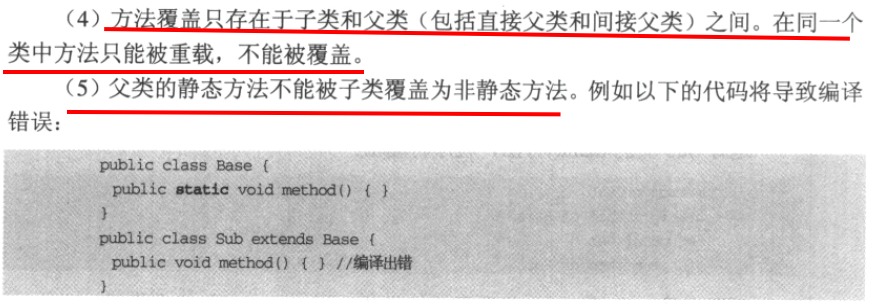 （4）方法覆盖只存在于子类和父类（包括直接父类和间接父类）之间。在同一个
类中方法只能被重载，不能被覆盖。
（5）父类的静态方法不能被子类覆盖为非静态方法。例如以下的代码将导致编译
错误：
public class Base {
public static void method() { }
}
public class Sub extends Base {
public void method() { } //编译出错
}